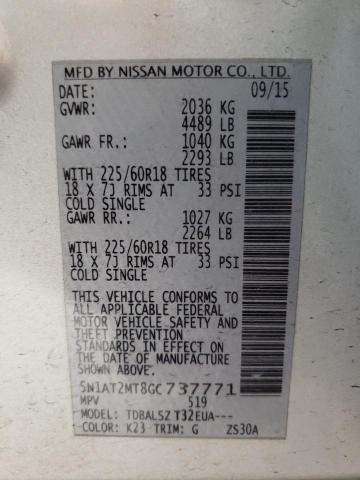 MFD BY NISSAN MOTOR CO., LTD.
DATE: 09/15
GVWR: 2036 KG
4489 LB
GAWR FR.: 1040 KG
2293 LB
WITH 225/60R18 TIRES
18 X 7J RIMS AT 33 PSI
COLD SINGLE
GAWR RR.: 1027 KG
2264 LB
WITH 225/60R18 TIRES
18 X 7J RIMS AT 33 PSI
COLD SINGLE
THIS VEHICLE CONFORMS TO
ALL APPLICABLE FEDERAL
MOTOR VEHICLE SAFETY
AND THEFT PREVENTION
STANDARDS IN EFFECT ON
THE DATE OF MANUFACTURE
SHOWN ABOVE.
5N1AT2MT8GC737771
MPV 519
MODEL: TDBALSZ T32EUA---
COLOR: K23 TRIM: G ZS30A